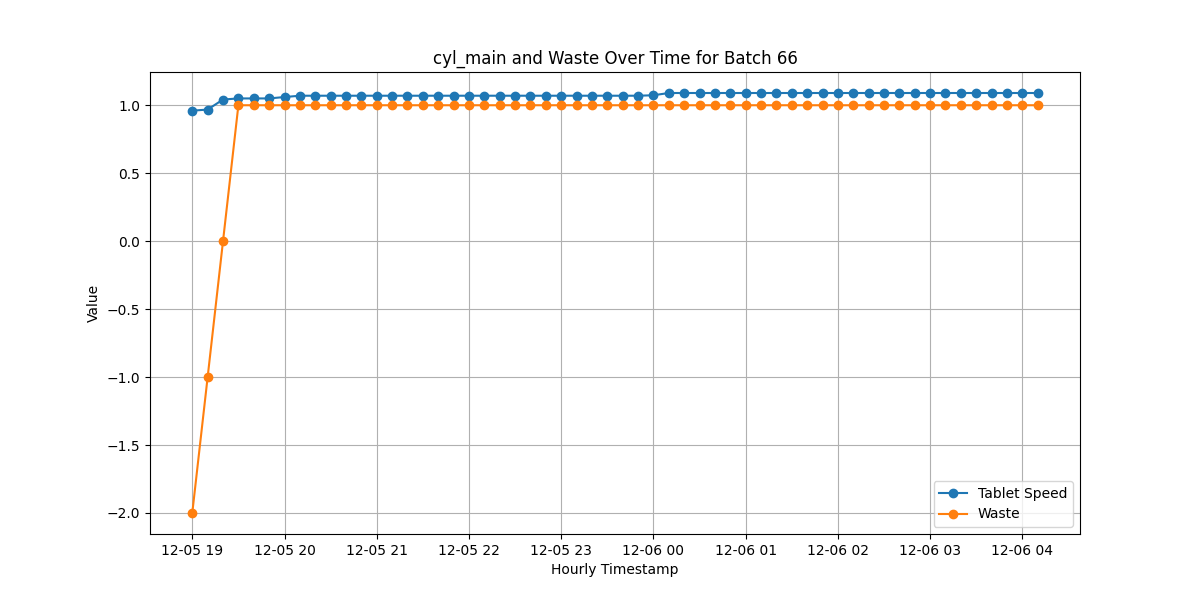 cyl_main and Waste Over Time for Batch 66
1.0
0.5
0.0
−0.5
−1.0
−1.5
−2.0
Value
Tablet Speed
Waste
12-05 19 12-05 20 12-05 21 12-05 22 12-05 23 12-06 00 12-06 01 12-06 02 12-06 03 12-06 04
Hourly Timestamp